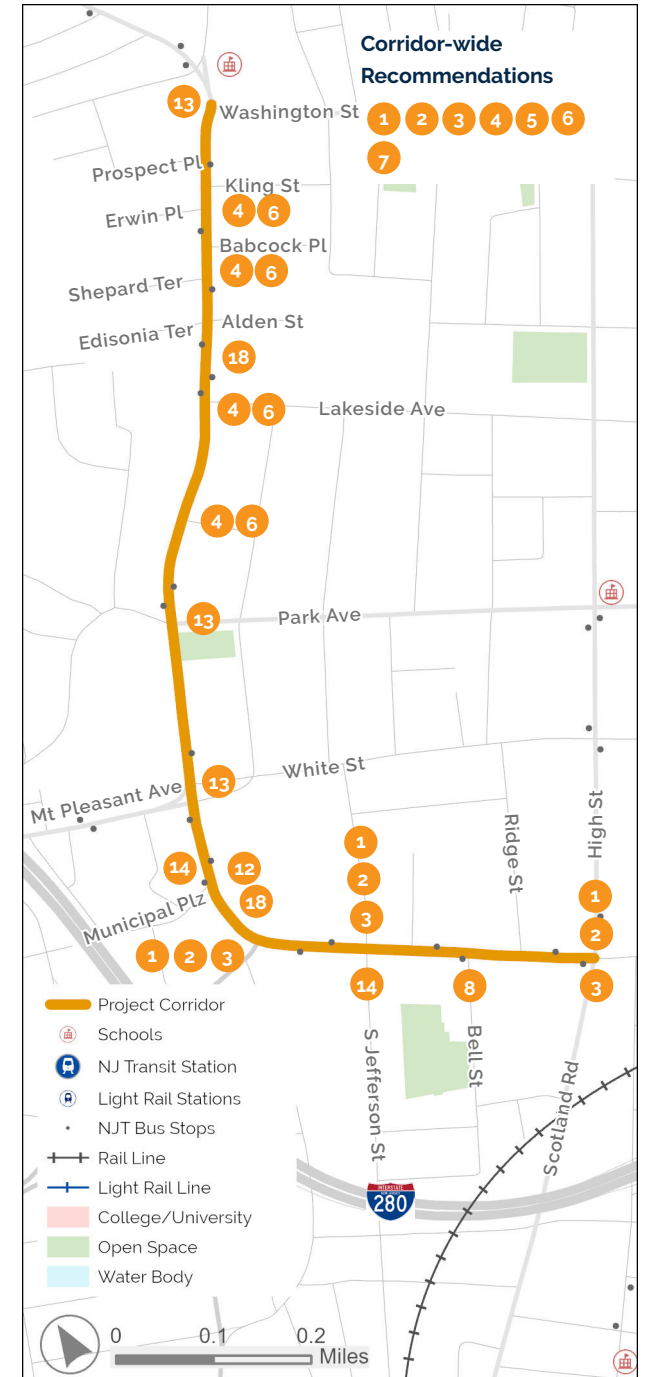 Corridor-wide
Recommendations
1 2 3 4 5 6
7
13
Washington St
Prospect Pl
Kling St
Erwin Pl
4 6
Babcock Pl
4 6
Shepard Ter
Alden St
Edisonia Ter
18
4 6
Lakeside Ave
4 6
13
Park Ave
White St
13
Mt Pleasant Ave
Ridge St
High St
1
2
3
14
12
18
Municipal Plz
1 2 3
1
2
3
14
8
S Jefferson St
Bell St
Scotland Rd
INTERSTATE
280
Project Corridor
Schools
NJ Transit Station
Light Rail Stations
NJT Bus Stops
Rail Line
Light Rail Line
College/University
Open Space
Water Body
0 0.1 0.2
Miles